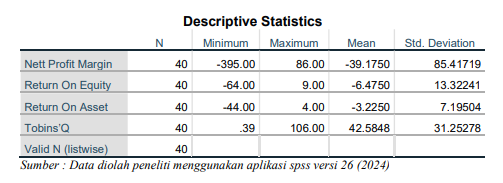 Descriptive Statistics
N Minimum Maximum Mean Std. Deviation
Nett Profit Margin 40 -395.00 86.00 -39.1750 85.41719
Return On Equity 40 -64.00 9.00 -6.4750 13.32241
Return On Asset 40 -44.00 4.00 -3.2250 7.19504
Tobins'Q 40 .39 106.00 42.5848 31.25278
Valid N (listwise) 40
Sumber : Data diolah peneliti menggunakan aplikasi spss versi 26 (2024)